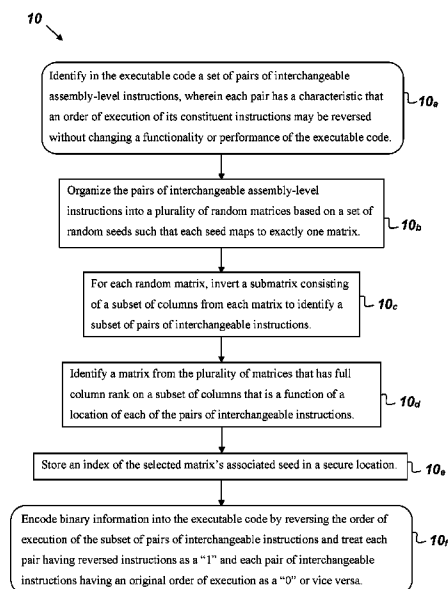 10
Identify in the executable code a set of pairs of interchangeable
assembly-level instructions, wherein each pair has a characteristic that
an order of execution of its constituent instructions may be reversed
without changing a functionality or performance of the executable code.
10a
Organize the pairs of interchangeable assembly-level
instructions into a plurality of random matrices based on a set of
random seeds such that each seed maps to exactly one matrix.
10b
For each random matrix, invert a submatrix consisting
of a subset of columns from each matrix to identify a
subset of pairs of interchangeable instructions.
10c
Identify a matrix from the plurality of matrices that has full
column rank on a subset of columns that is a function of a
location of each of the pairs of interchangeable instructions.
10d
Store an index of the selected matrix's associated seed in a secure location.
10e
Encode binary information into the executable code by reversing the order
of execution of the subset of pairs of interchangeable instructions and treat each
pair having reversed instructions as a “1” and each pair of interchangeable
instructions having an original order of execution as a “0” or vice versa.
10f